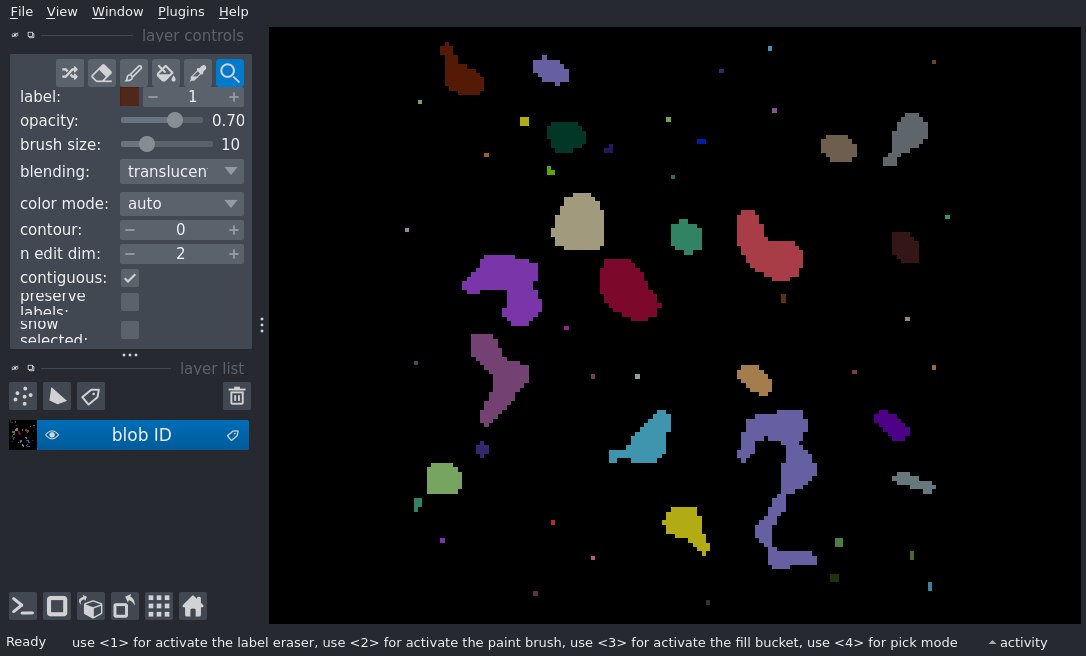 File View Window Plugins Help
layer controls
label: 1
opacity: 0.70
brush size: 10
blending: translucen
color mode: auto
contour: 0
n edit dim: 2
contiguous:
preserve
labels:
show
selected:
layer list
blob ID
Ready use <1> for activate the label eraser, use <2> for activate the paint brush, use <3> for activate the fill bucket, use <4> for pick mode activity